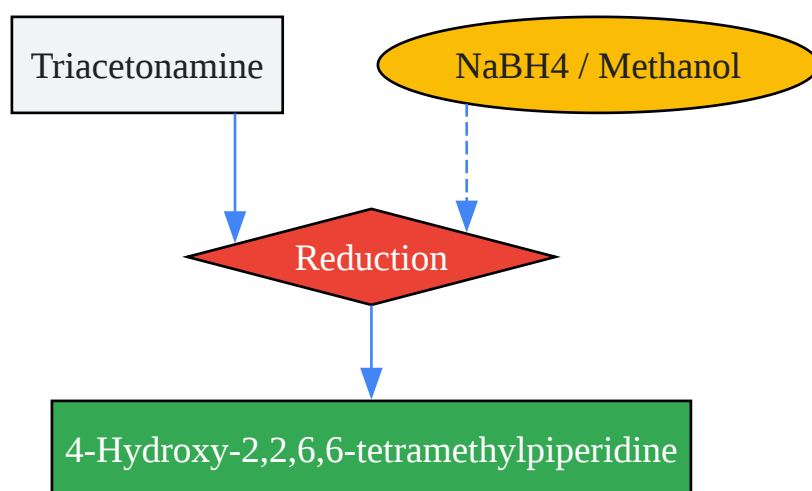 Triacetonamine
NaBH4 / Methanol
Reduction
4-Hydroxy-2,2,6,6-tetramethylpiperidine